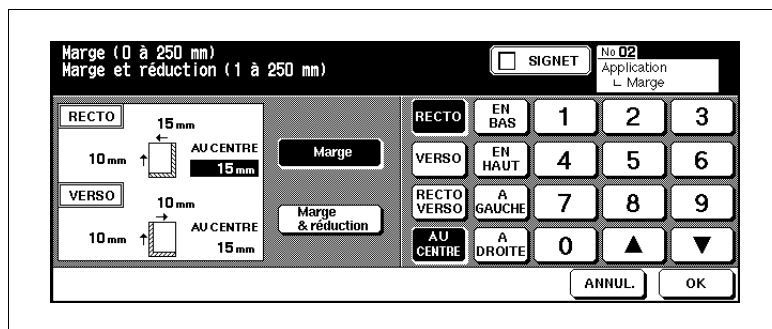 Marge (0 à 250 mm)
Marge et réduction (1 à 250 mm)
SIGNET
No 02
Application
Marge
RECTO
15 mm
10 mm
AU CENTRE
15 mm
VERSO
10 mm
10 mm
AU CENTRE
15 mm
Marge
Marge
& réduction
RECTO
EN
BAS
1
2
3
VERSO
EN
HAUT
4
5
6
RECTO
VERSO
A
GAUCHE
7
8
9
AU
CENTRE
A
DROITE
0
▲
▼
ANNUL.
OK